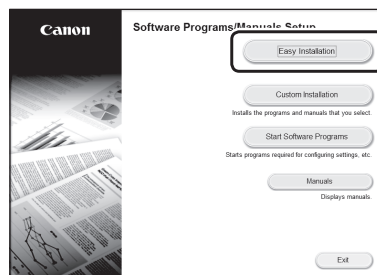 Canon
Software Programs/Manuals Setup
Easy Installation
Custom Installation
Installs the programs and manuals that you select.
Start Software Programs
Starts programs required for configuring settings, etc.
Manuals
Displays manuals.
Exit